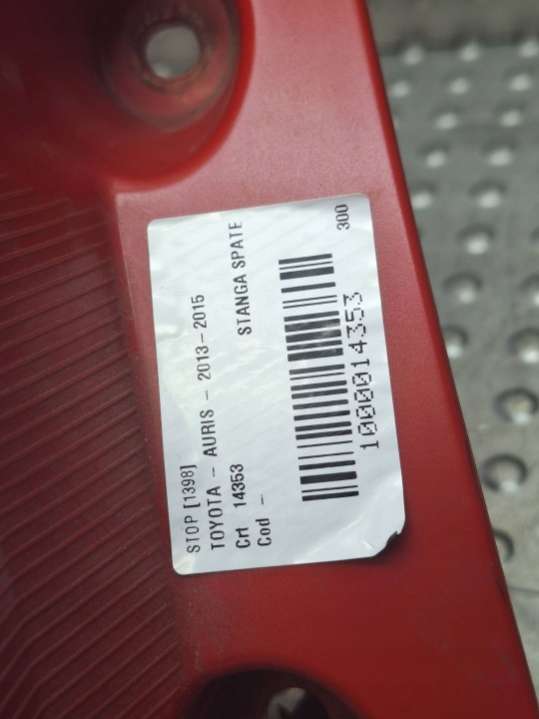 STOP [1398]
TOYOTA - AURIS - 2013-2015
Crt 14353 STANGA SPATE
Cod -
1000014353
300